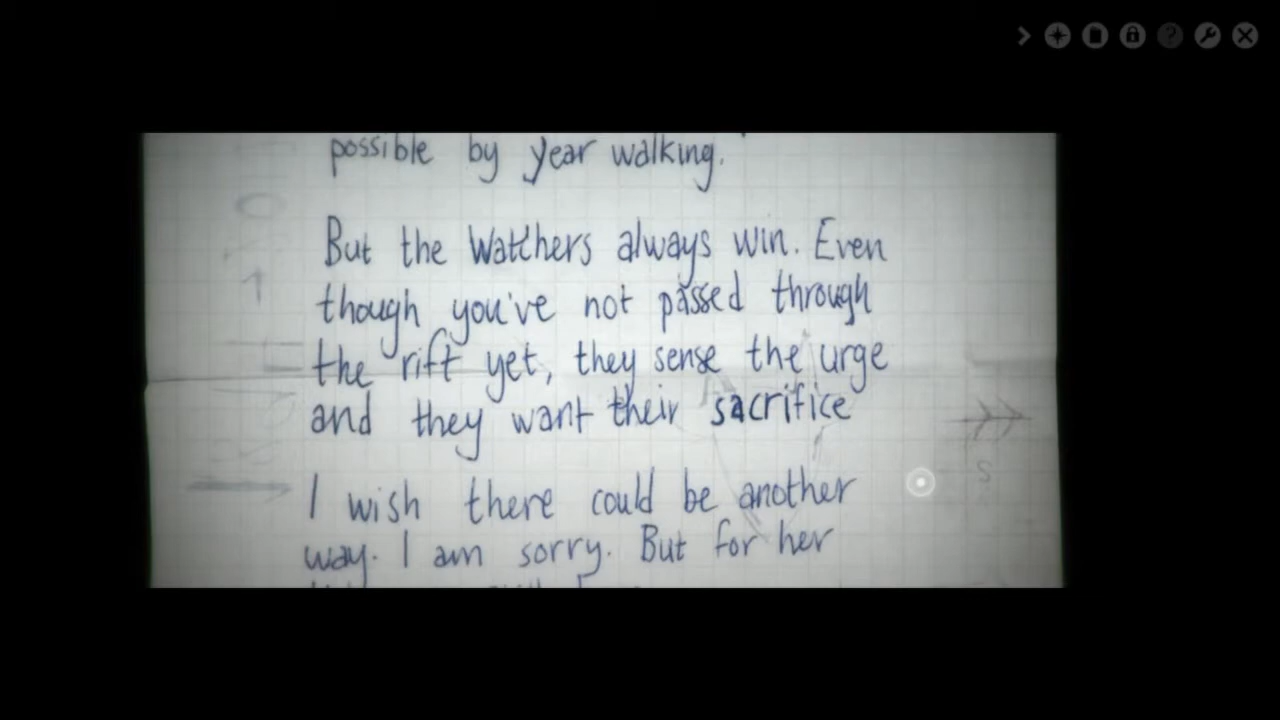 possible by year walking.
But the Watchers always win. Even
though you've not passed through
the rift yet, they sense the urge
and they want their sacrifice
I wish there could be another
way. I am sorry. But for her
S